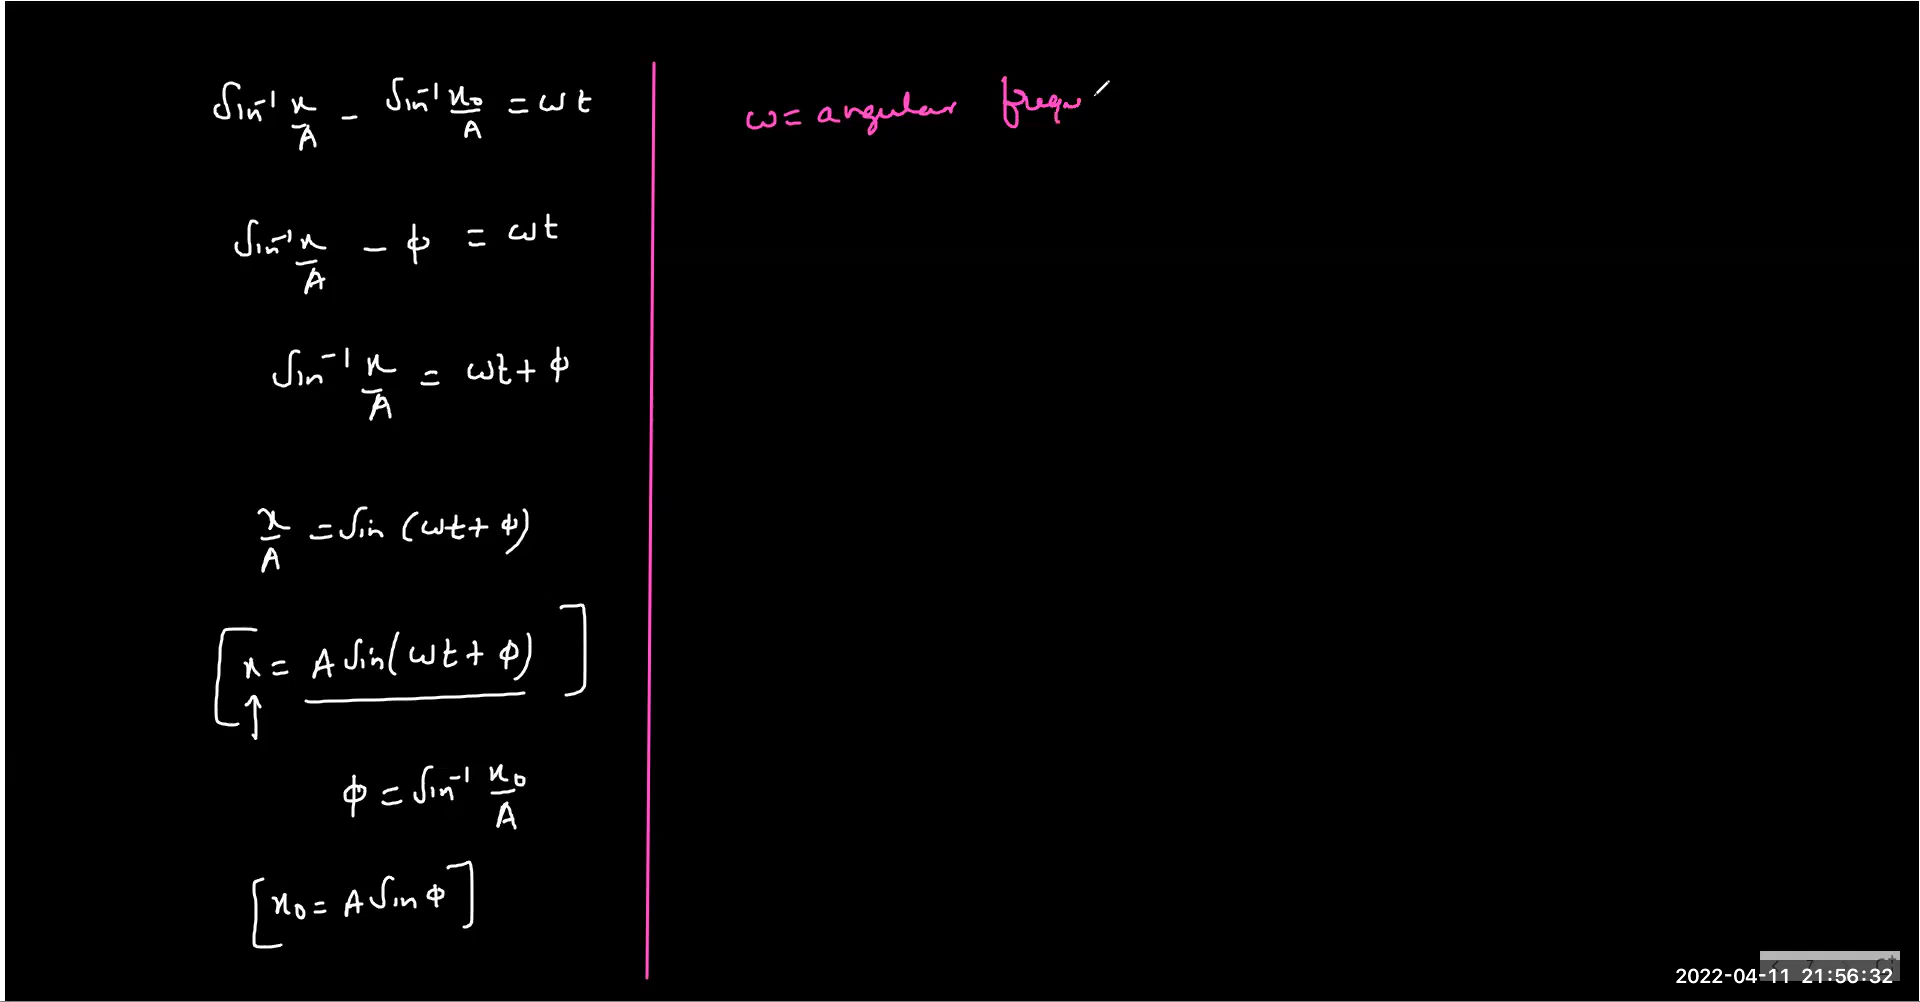 Sin⁻¹ x/A - Sin⁻¹ x₀/A = ωt
Sin⁻¹ x/A - φ = ωt
Sin⁻¹ x/A = ωt + φ
x/A = Sin (ωt + φ)
[x = A Sin(ωt + φ)]
↑
φ = Sin⁻¹ x₀/A
[x₀ = A Sin φ]
ω = angular frequ
2022-04-11 21:56:32